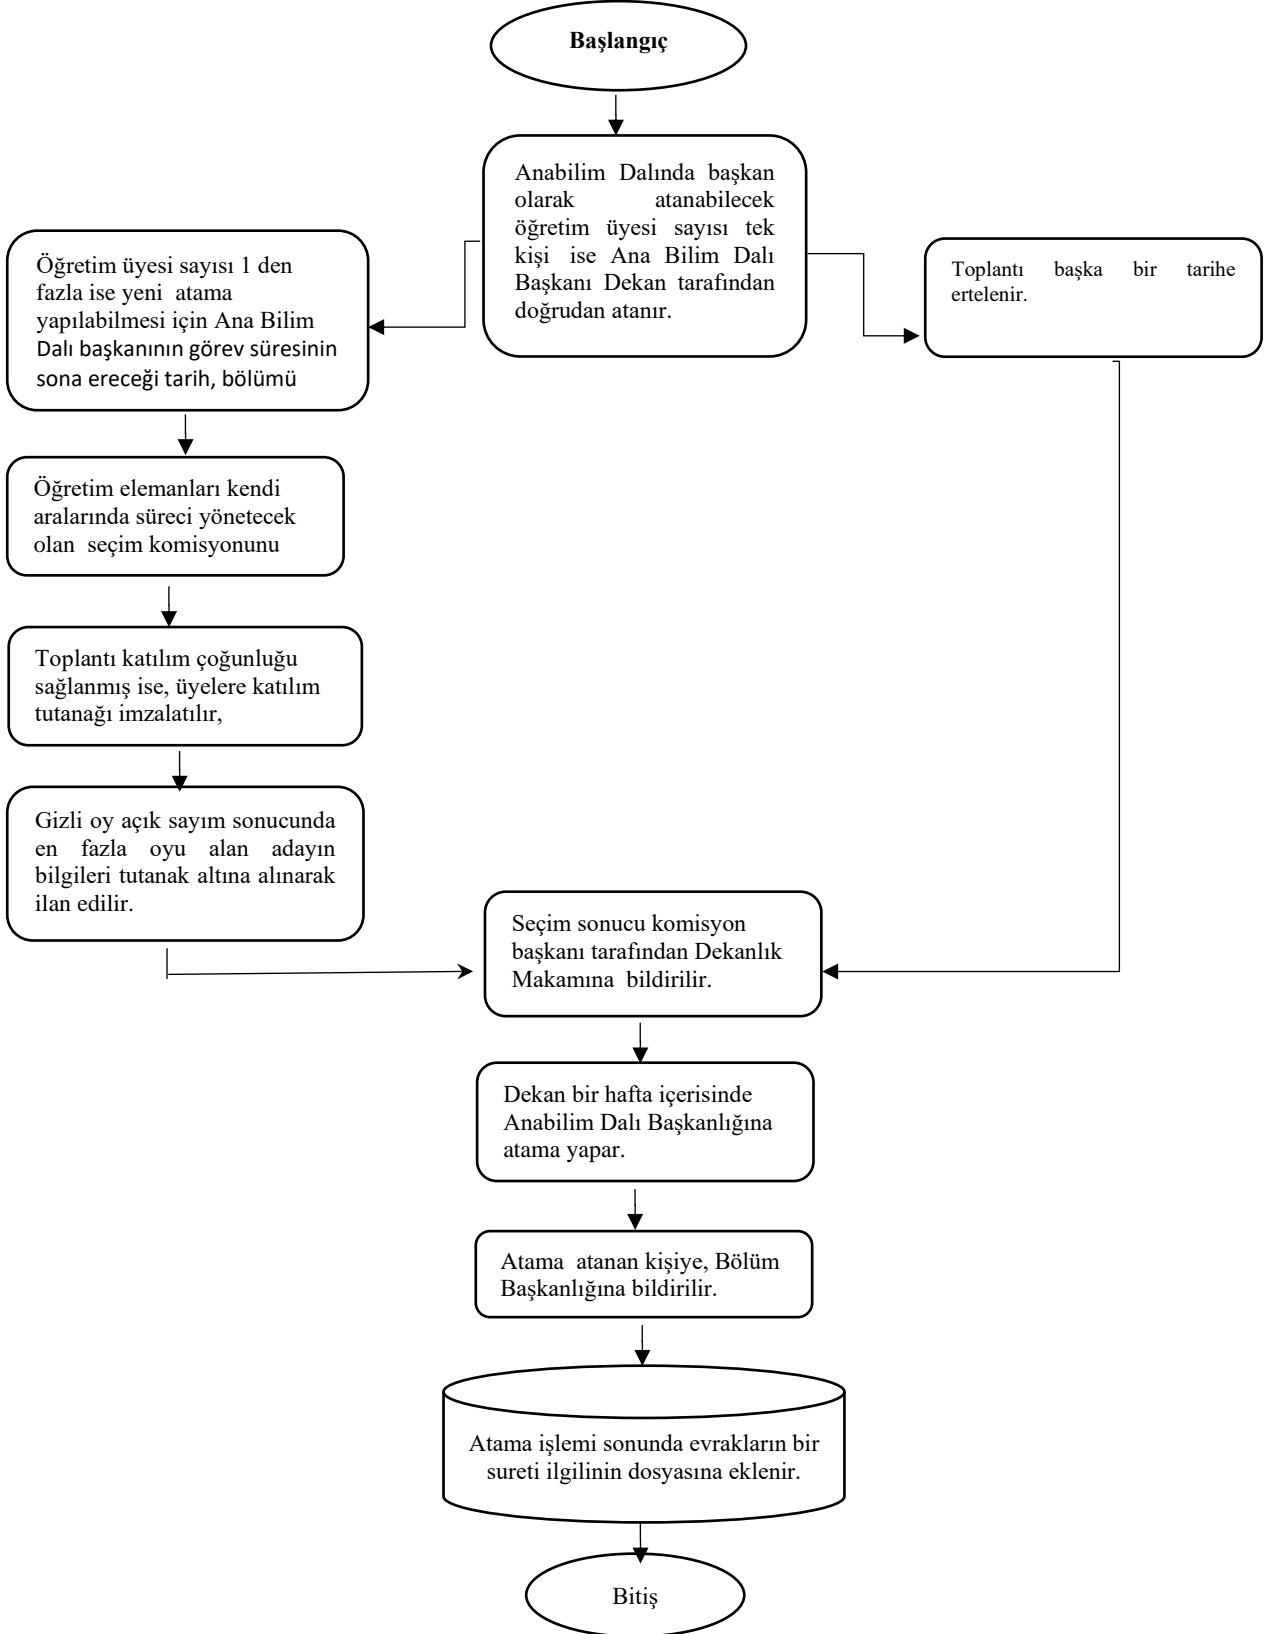 Başlangıç
Anabilim Dalında başkan
olarak atanabilecek
öğretim üyesi sayısı tek
kişi ise Ana Bilim Dalı
Başkanı Dekan tarafından
doğrudan atanır.
Öğretim üyesi sayısı 1 den
fazla ise yeni atama
yapılabilmesi için Ana Bilim
Dalı başkanının görev süresinin
sona ereceği tarih, bölümü
Toplantı başka bir tarihe
ertelenir.
Öğretim elemanları kendi
aralarında süreci yönetecek
olan seçim komisyonunu
Toplantı katılım çoğunluğu
sağlanmış ise, üyelere katılım
tutanağı imzalatılır,
Gizli oy açık sayım sonucunda
en fazla oyu alan adayın
bilgileri tutanak altına alınarak
ilan edilir.
Seçim sonucu komisyon
başkanı tarafından Dekanlık
Makamına bildirilir.
Dekan bir hafta içerisinde
Anabilim Dalı Başkanlığına
atama yapar.
Atama atanan kişiye, Bölüm
Başkanlığına bildirilir.
Atama işlemi sonunda evrakların bir
sureti ilgilinin dosyasına eklenir.
Bitiş